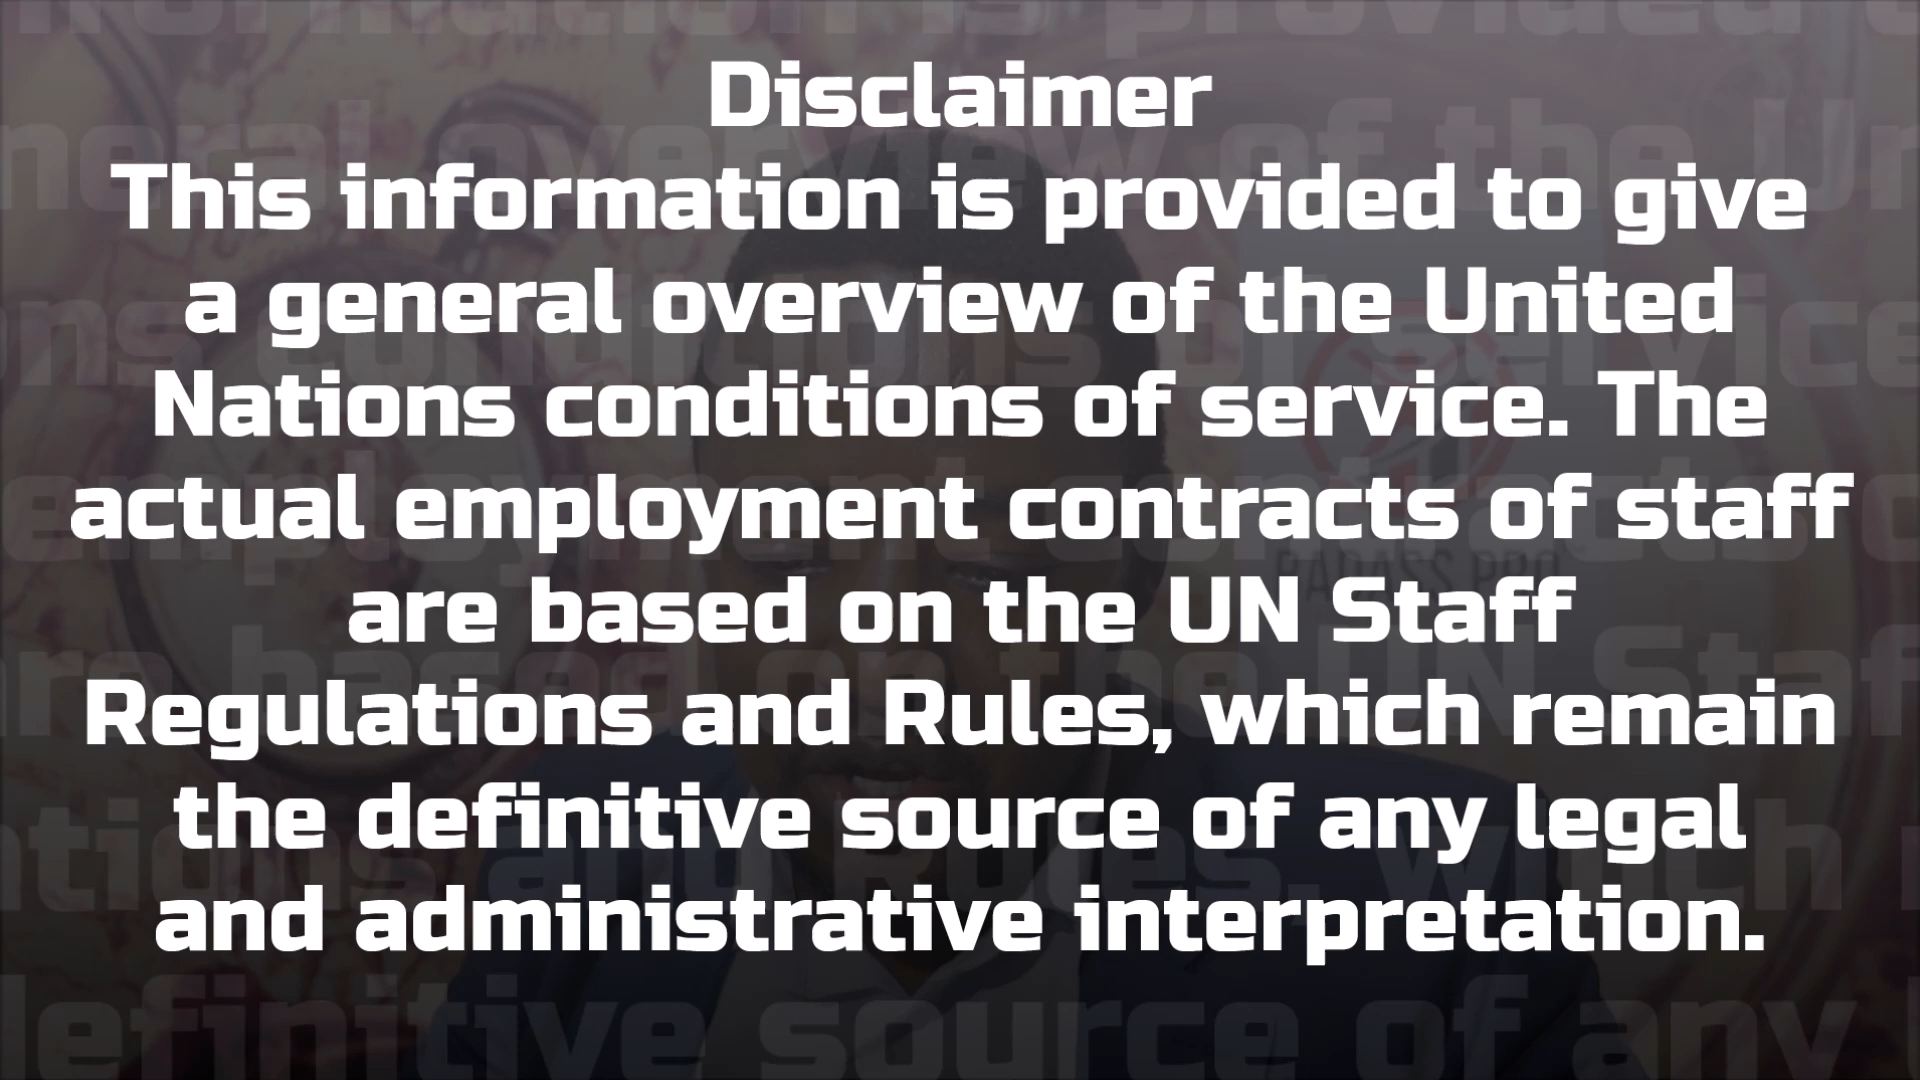 Disclaimer
This information is provided to give
a general overview of the United
Nations conditions of service. The
actual employment contracts of staff
are based on the UN Staff
Regulations and Rules, which remain
the definitive source of any legal
and administrative interpretation.
BADASS PRO